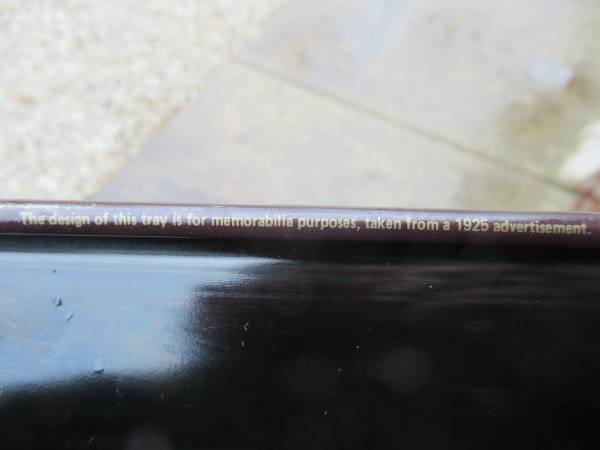 The design of this tray is for memorabilia purposes, taken from a 1925 advertisement.